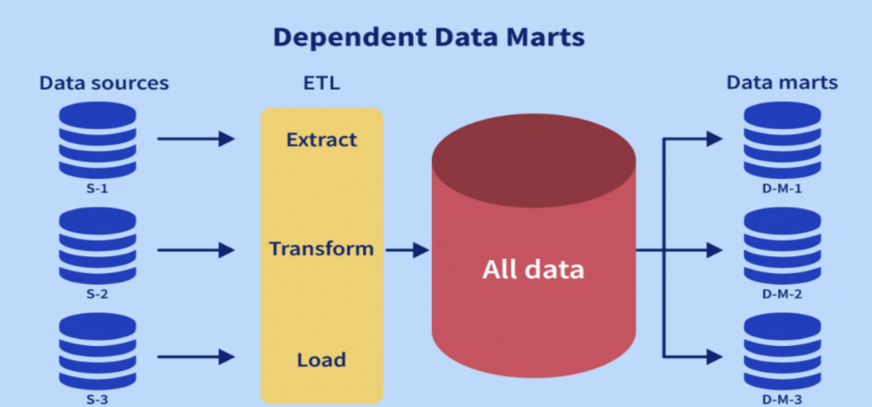 Dependent Data Marts
Data sources
ETL
Data marts
S-1
Extract
D-M-1
S-2
Transform
All data
D-M-2
S-3
Load
D-M-3